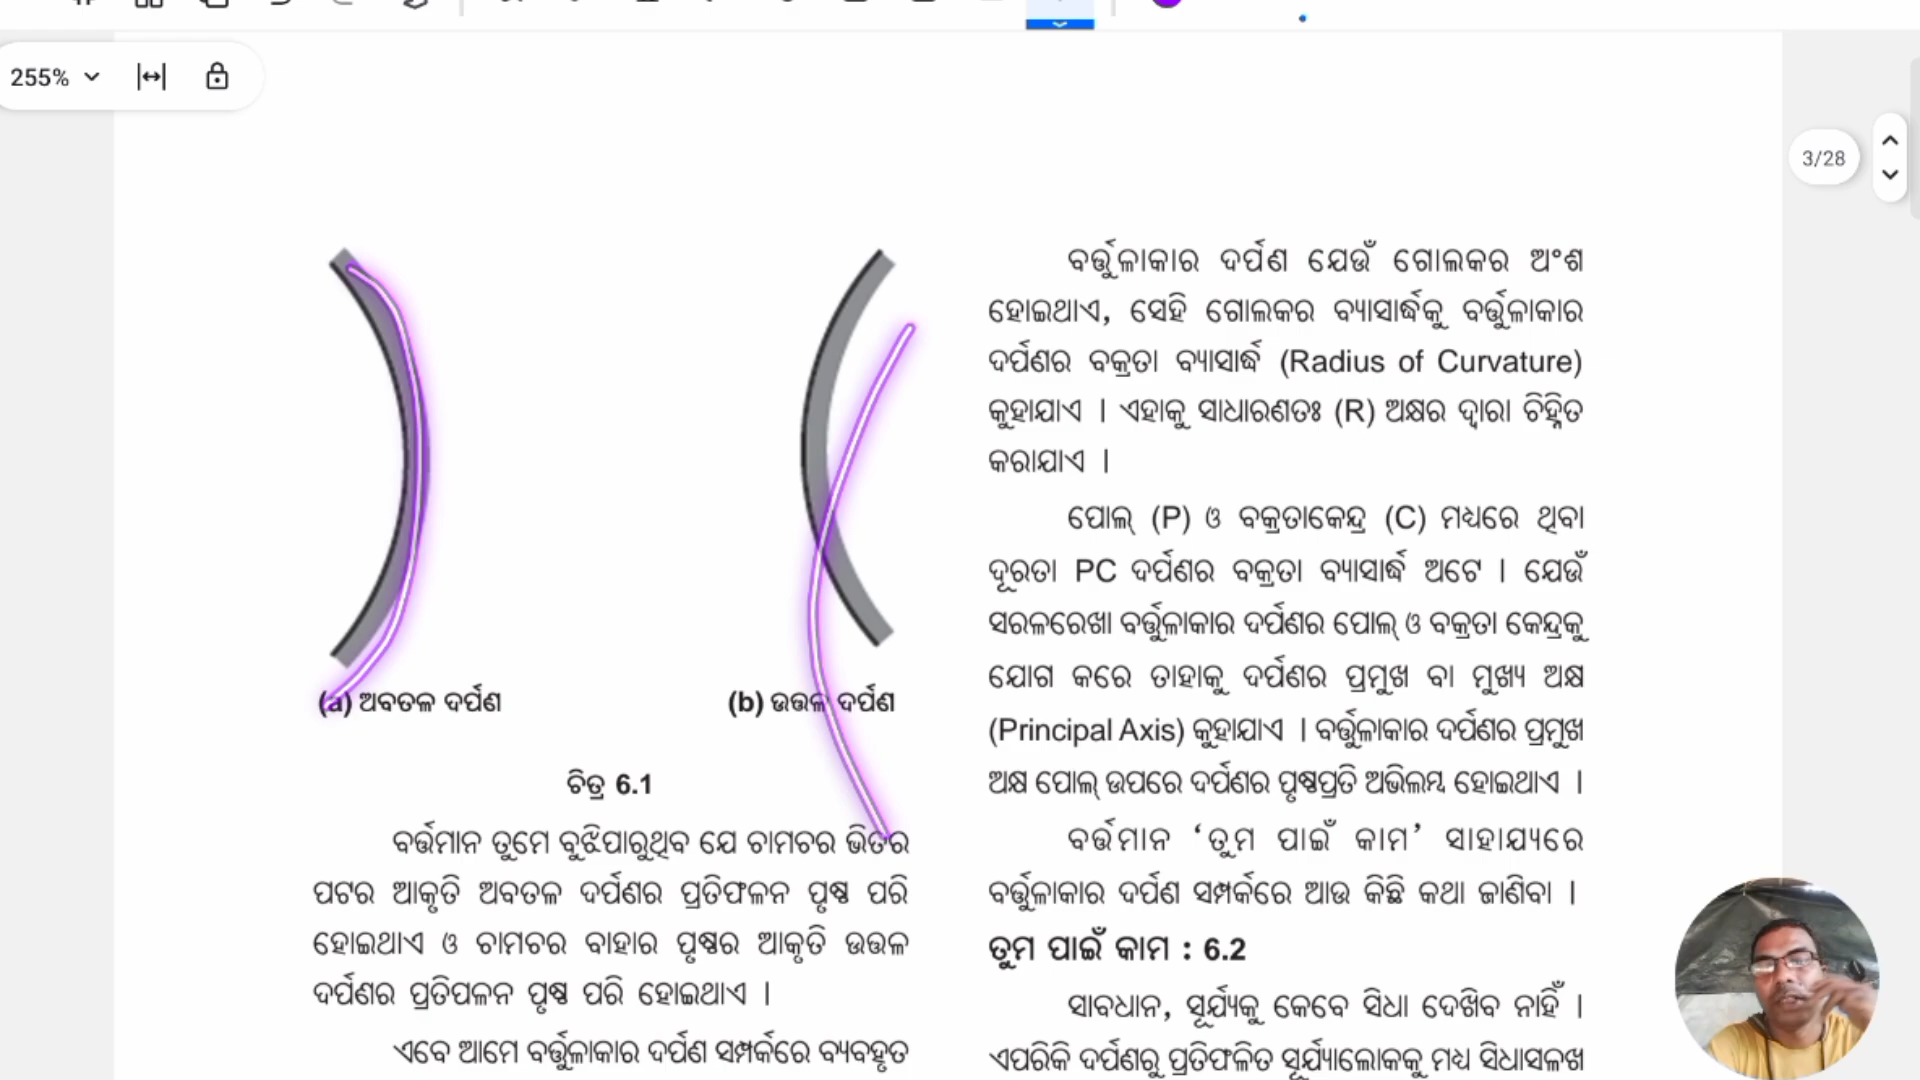 255%
3/28
(a) ଅବତଳ ଦର୍ପଣ
(b) ଉତ୍ତଳ ଦର୍ପଣ
ଚିତ୍ର 6.1
ବର୍ତ୍ତମାନ ତୁମେ ବୁଝିପାରୁଥିବ ଯେ ଚାମଚର ଭିତର
ପଟର ଆକୃତି ଅବତଳ ଦର୍ପଣର ପ୍ରତିଫଳନ ପୃଷ୍ଠ ପରି
ହୋଇଥାଏ ଓ ଚାମଚର ବାହାର ପୃଷ୍ଠର ଆକୃତି ଉତ୍ତଳ
ଦର୍ପଣର ପ୍ରତିପଳନ ପୃଷ୍ଠ ପରି ହୋଇଥାଏ ।
ଏବେ ଆମେ ବର୍ତ୍ତୁଳାକାର ଦର୍ପଣ ସମ୍ପର୍କରେ ବ୍ୟବହୃତ
ବର୍ତ୍ତୁଳାକାର ଦର୍ପଣ ଯେଉଁ ଗୋଲକର ଅଂଶ
ହୋଇଥାଏ, ସେହି ଗୋଲକର ବ୍ୟାସାର୍ଦ୍ଧକୁ ବର୍ତ୍ତୁଳାକାର
ଦର୍ପଣର ବକ୍ରତା ବ୍ୟାସାର୍ଦ୍ଧ (Radius of Curvature)
କୁହାଯାଏ । ଏହାକୁ ସାଧାରଣତଃ (R) ଅକ୍ଷର ଦ୍ୱାରା ଚିହ୍ନିତ
କରାଯାଏ ।
ପୋଲ୍ (P) ଓ ବକ୍ରତାକେନ୍ଦ୍ର (C) ମଧ୍ୟରେ ଥିବା
ଦୂରତା PC ଦର୍ପଣର ବକ୍ରତା ବ୍ୟାସାର୍ଦ୍ଧ ଅଟେ । ଯେଉଁ
ସରଳରେଖା ବର୍ତ୍ତୁଳାକାର ଦର୍ପଣର ପୋଲ୍ ଓ ବକ୍ରତା କେନ୍ଦ୍ରକୁ
ଯୋଗ କରେ ତାହାକୁ ଦର୍ପଣର ପ୍ରମୁଖ ବା ମୁଖ୍ୟ ଅକ୍ଷ
(Principal Axis) କୁହାଯାଏ । ବର୍ତ୍ତୁଳାକାର ଦର୍ପଣର ପ୍ରମୁଖ
ଅକ୍ଷ ପୋଲ୍ ଉପରେ ଦର୍ପଣର ପୃଷ୍ଠପ୍ରତି ଅଭିଲମ୍ବ ହୋଇଥାଏ ।
ବର୍ତ୍ତମାନ ‘ତୁମ ପାଇଁ କାମ’ ସାହାଯ୍ୟରେ
ବର୍ତ୍ତୁଳାକାର ଦର୍ପଣ ସମ୍ପର୍କରେ ଆଉ କିଛି କଥା ଜାଣିବା ।
ତୁମ ପାଇଁ କାମ : 6.2
ସାବଧାନ, ସୂର୍ଯ୍ୟକୁ କେବେ ସିଧା ଦେଖିବ ନାହିଁ ।
ଏପରିକି ଦର୍ପଣରୁ ପ୍ରତିଫଳିତ ସୂର୍ଯ୍ୟାଲୋକକୁ ମଧ୍ୟ ସିଧାସଳଖ